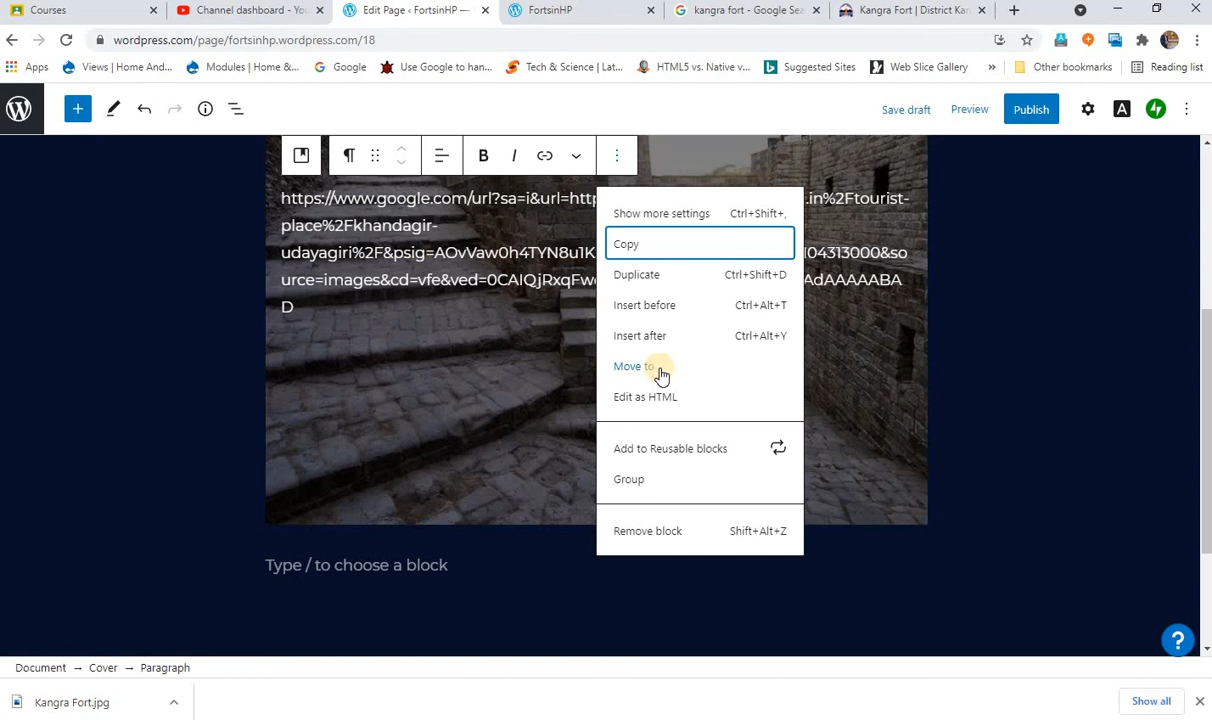 Courses
Channel dashboard - You
Edit Page ‹ FortsinHP —
FortsinHP
kangra fort - Google Sea
Kangra Fort | District Kan
wordpress.com/page/fortsinhp.wordpress.com/18
Apps
Views | Home And...
Modules | Home &...
Google
Use Google to han...
Tech & Science | Lat...
HTML5 vs. Native v...
Suggested Sites
Web Slice Gallery
»
Other bookmarks
Reading list
Save draft
Preview
Publish
A
B I
https://www.google.com/url?sa=i&url=http
.in%2Ftourist-
place%2Fkhandagir-
udayagiri%2F&psig=AOvVaw0h4TYN8u1K
04313000&so
urce=images&cd=vfe&ved=0CAIQjRxqFw
AdAAAAABA
D
Show more settings Ctrl+Shift+,
Copy
Duplicate Ctrl+Shift+D
Insert before Ctrl+Alt+T
Insert after Ctrl+Alt+Y
Move to
Edit as HTML
Add to Reusable blocks
Group
Remove block Shift+Alt+Z
Type / to choose a block
?
Document → Cover → Paragraph
Kangra Fort.jpg
Show all